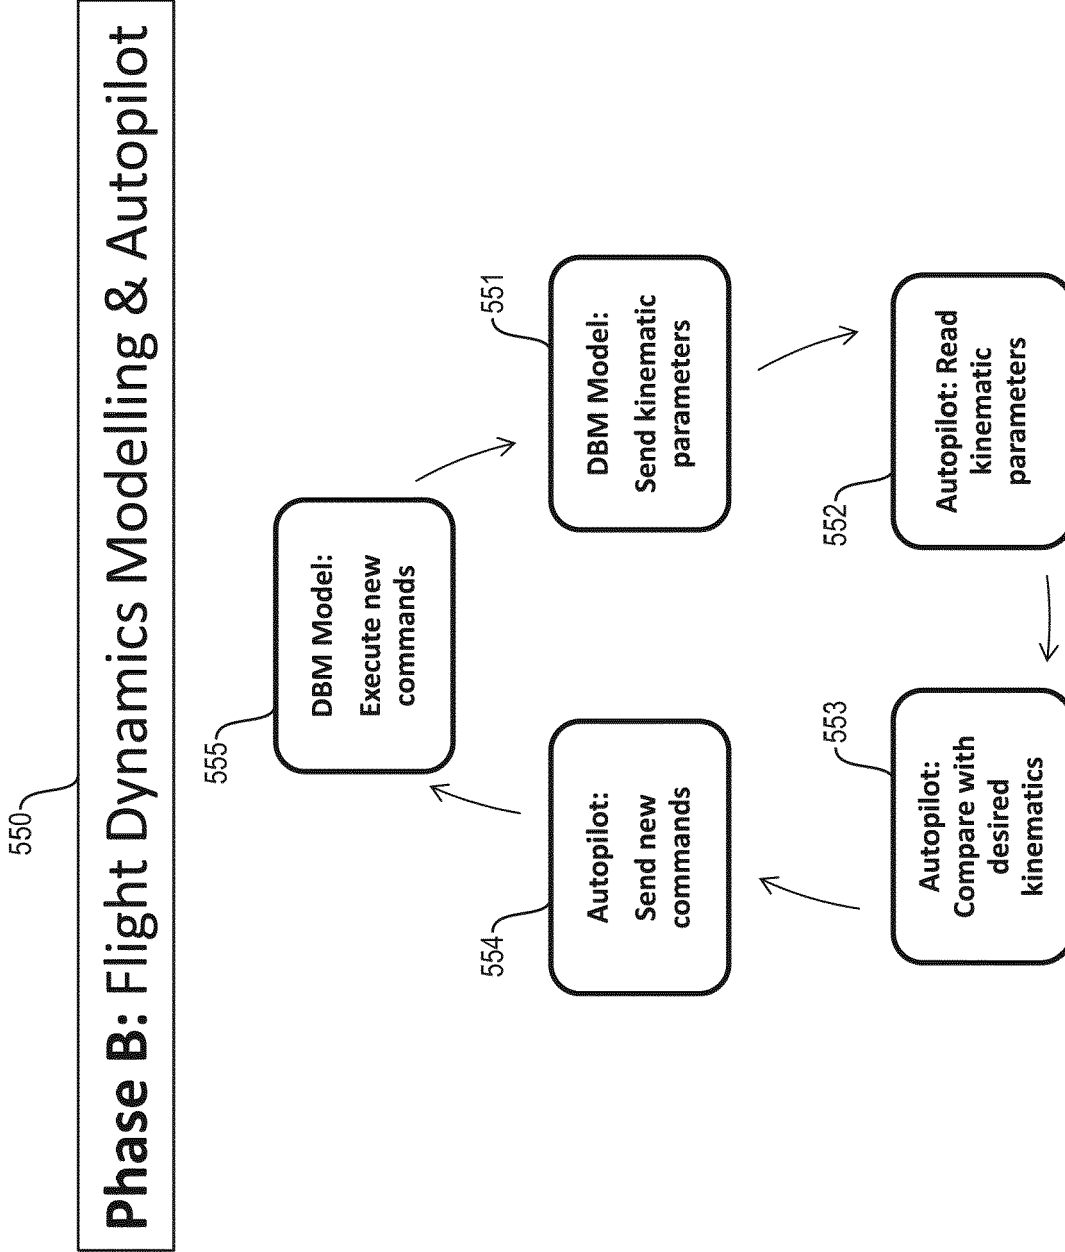 550
Phase B: Flight Dynamics Modelling & Autopilot
555
DBM Model:
Execute new
commands
551
DBM Model:
Send kinematic
parameters
552
Autopilot: Read
kinematic
parameters
553
Autopilot:
Compare with
desired
kinematics
554
Autopilot:
Send new
commands